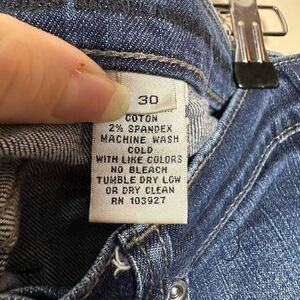 30
COTON
2% SPANDEX
MACHINE WASH
COLD
WITH LIKE COLORS
NO BLEACH
TUMBLE DRY LOW
OR DRY CLEAN
RN 103927